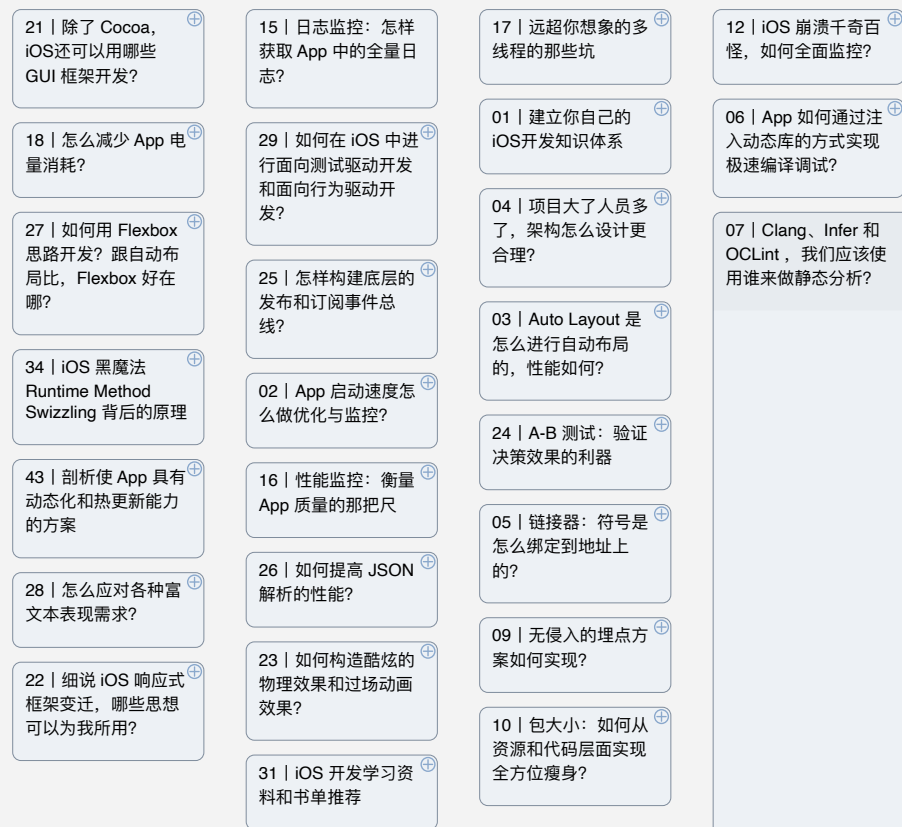 21｜除了 Cocoa，
iOS还可以用哪些
GUI 框架开发？
18｜怎么减少 App 电
量消耗？
27｜如何用 Flexbox
思路开发？跟自动布
局比，Flexbox 好在
哪？
34｜iOS 黑魔法
Runtime Method
Swizzling 背后的原理
43｜剖析使 App 具有
动态化和热更新能力
的方案
28｜怎么应对各种富
文本表现需求？
22｜细说 iOS 响应式
框架变迁，哪些思想
可以为我所用？
15｜日志监控：怎样
获取 App 中的全量日
志？
29｜如何在 iOS 中进
行面向测试驱动开发
和面向行为驱动开
发？
25｜怎样构建底层的
发布和订阅事件总
线？
02｜App 启动速度怎
么做优化与监控？
16｜性能监控：衡量
App 质量的那把尺
26｜如何提高 JSON
解析的性能？
23｜如何构造酷炫的
物理效果和过场动画
效果？
31｜iOS 开发学习资
料和书单推荐
17｜远超你想象的多
线程的那些坑
01｜建立你自己的
iOS开发知识体系
04｜项目大了人员多
了，架构怎么设计更
合理？
03｜Auto Layout 是
怎么进行自动布局
的，性能如何？
24｜A-B 测试：验证
决策效果的利器
05｜链接器：符号是
怎么绑定到地址上
的？
09｜无侵入的埋点方
案如何实现？
10｜包大小：如何从
资源和代码层面实现
全方位瘦身？
12｜iOS 崩溃千奇百
怪，如何全面监控？
06｜App 如何通过注
入动态库的方式实现
极速编译调试？
07｜Clang、Infer 和
OCLint ，我们应该使
用谁来做静态分析？